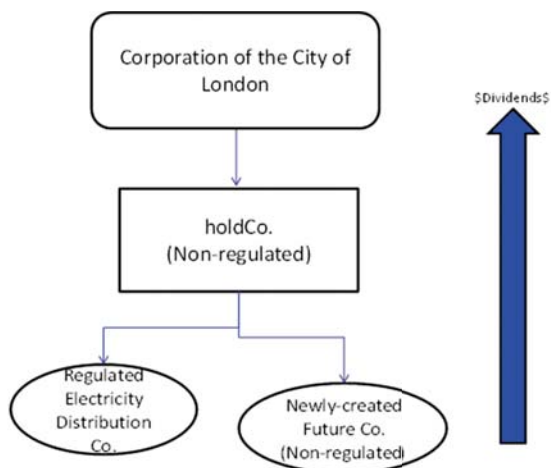 Corporation of the City of
London
$Dividends$
holdCo.
(Non-regulated)
Regulated
Electricity
Distribution
Co.
Newly-created
Future Co.
(Non-regulated)